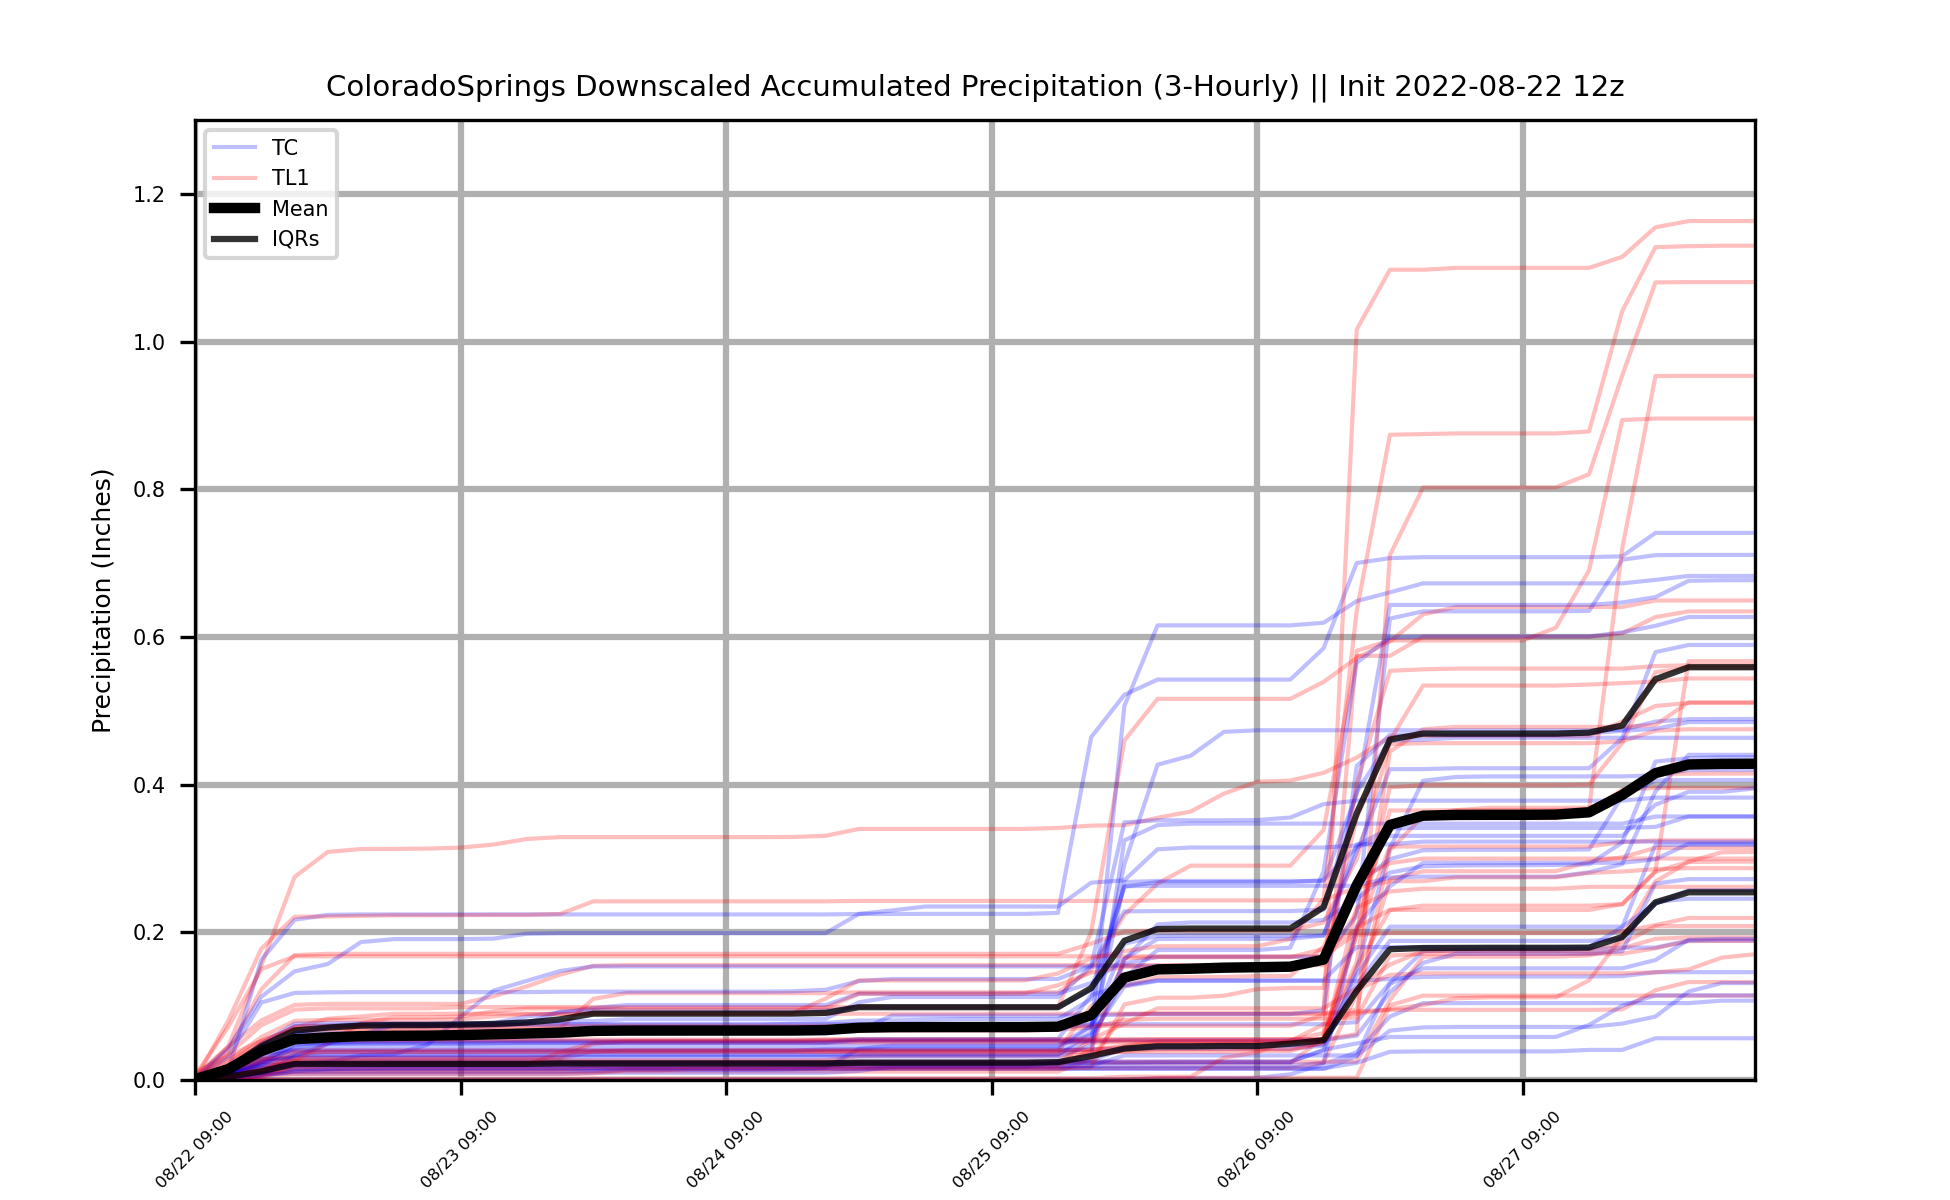 ColoradoSprings Downscaled Accumulated Precipitation (3-Hourly) || Init 2022-08-22 12z
TC
TL1
Mean
IQRs
Precipitation (Inches)
1.2
1.0
0.8
0.6
0.4
0.2
0.0
08/22 09:00
08/23 09:00
08/24 09:00
08/25 09:00
08/26 09:00
08/27 09:00